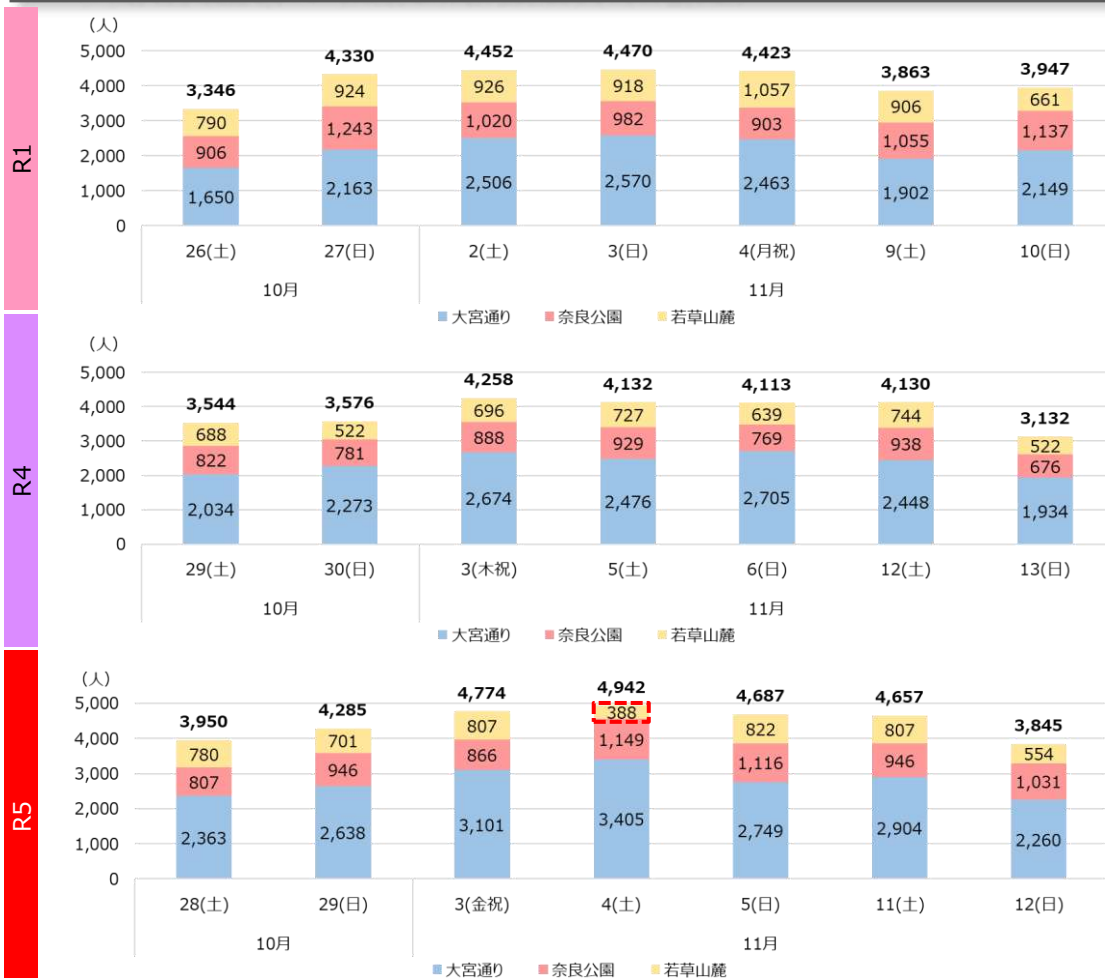 R1
(人)
5,000
4,000
3,000
2,000
1,000
0
3,346 4,330 4,452 4,470 4,423 3,863 3,947
790 924 926 918 1,057 906 661
906 1,243 1,020 982 903 1,055 1,137
1,650 2,163 2,506 2,570 2,463 1,902 2,149
26(土) 27(日) 2(土) 3(日) 4(月祝) 9(土) 10(日)
10月 11月
大宮通り 奈良公園 若草山麓
R4
(人)
5,000
4,000
3,000
2,000
1,000
0
3,544 3,576 4,258 4,132 4,113 4,130 3,132
688 522 696 727 639 744 522
822 781 888 929 769 938 676
2,034 2,273 2,674 2,476 2,705 2,448 1,934
29(土) 30(日) 3(木祝) 5(土) 6(日) 12(土) 13(日)
10月 11月
大宮通り 奈良公園 若草山麓
R5
(人)
5,000
4,000
3,000
2,000
1,000
0
3,950 4,285 4,774 4,942 4,687 4,657 3,845
780 701 807 388 822 807 554
807 946 866 1,149 1,116 946 1,031
2,363 2,638 3,101 3,405 2,749 2,904 2,260
28(土) 29(日) 3(金祝) 4(土) 5(日) 11(土) 12(日)
10月 11月
大宮通り 奈良公園 若草山麓